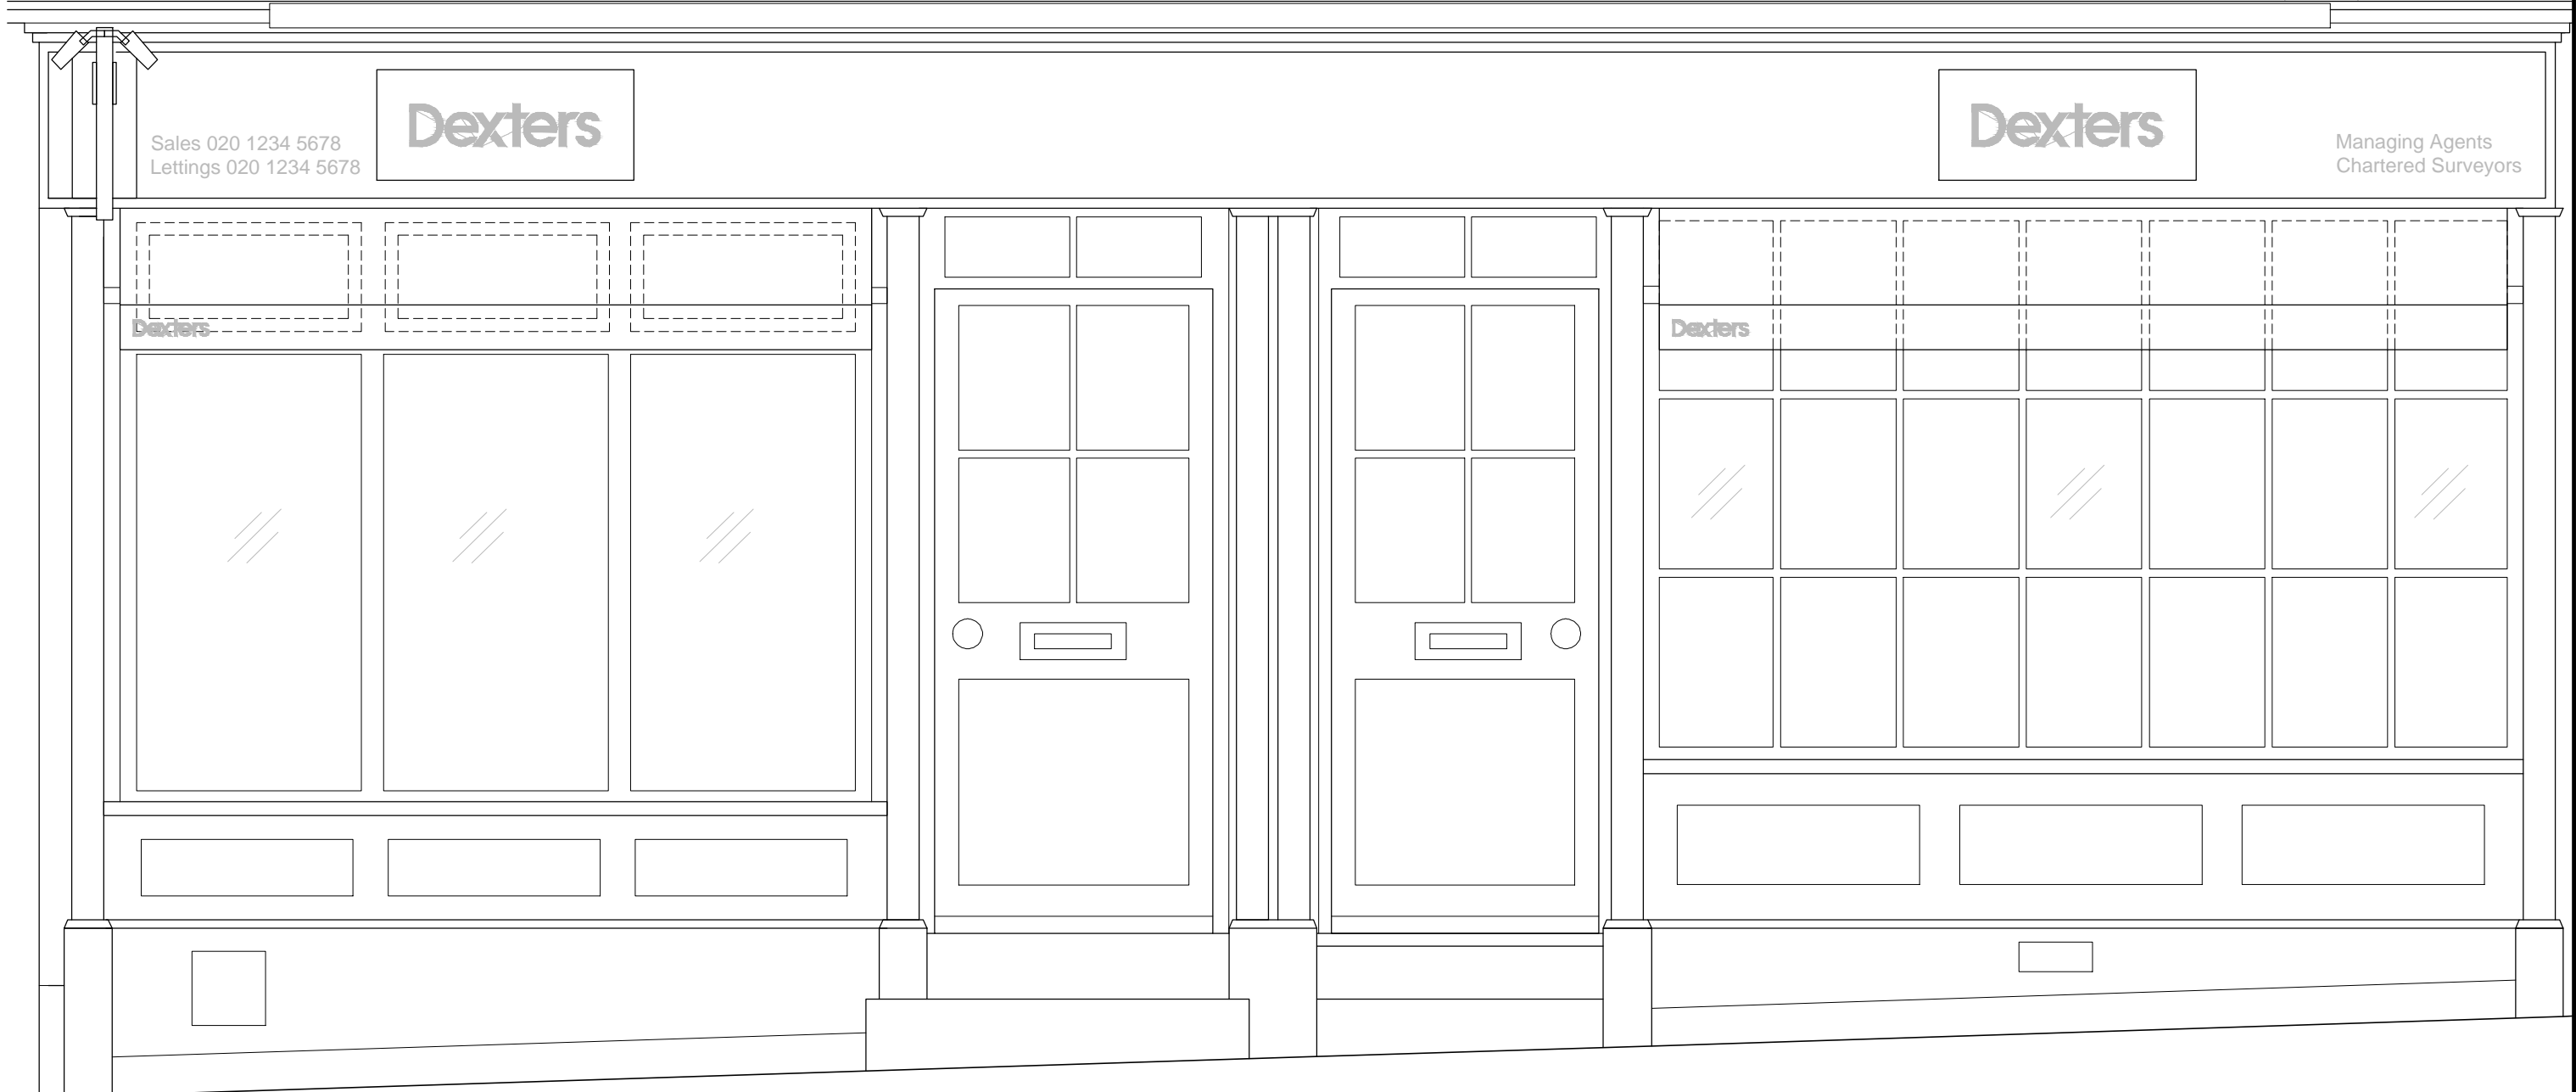 Sales 020 1234 5678
Lettings 020 1234 5678
Dexters
Dexters
Managing Agents
Chartered Surveyors
Dexters
Dexters